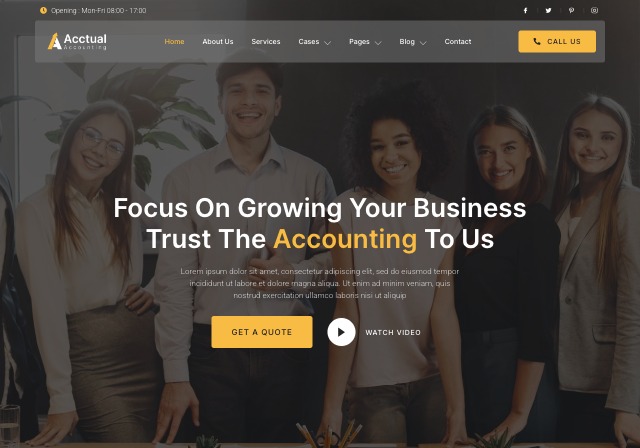 Opening : Mon-Fri 08:00 - 17:00
Acctual
Accounting
Home About Us Services Cases Pages Blog Contact
CALL US
Focus On Growing Your Business
Trust The Accounting To Us
Lorem ipsum dolor sit amet, consectetur adipiscing elit, sed do eiusmod tempor
incididunt ut labore et dolore magna aliqua. Ut enim ad minim veniam, quis
nostrud exercitation ullamco laboris nisi ut aliquip
GET A QUOTE
WATCH VIDEO